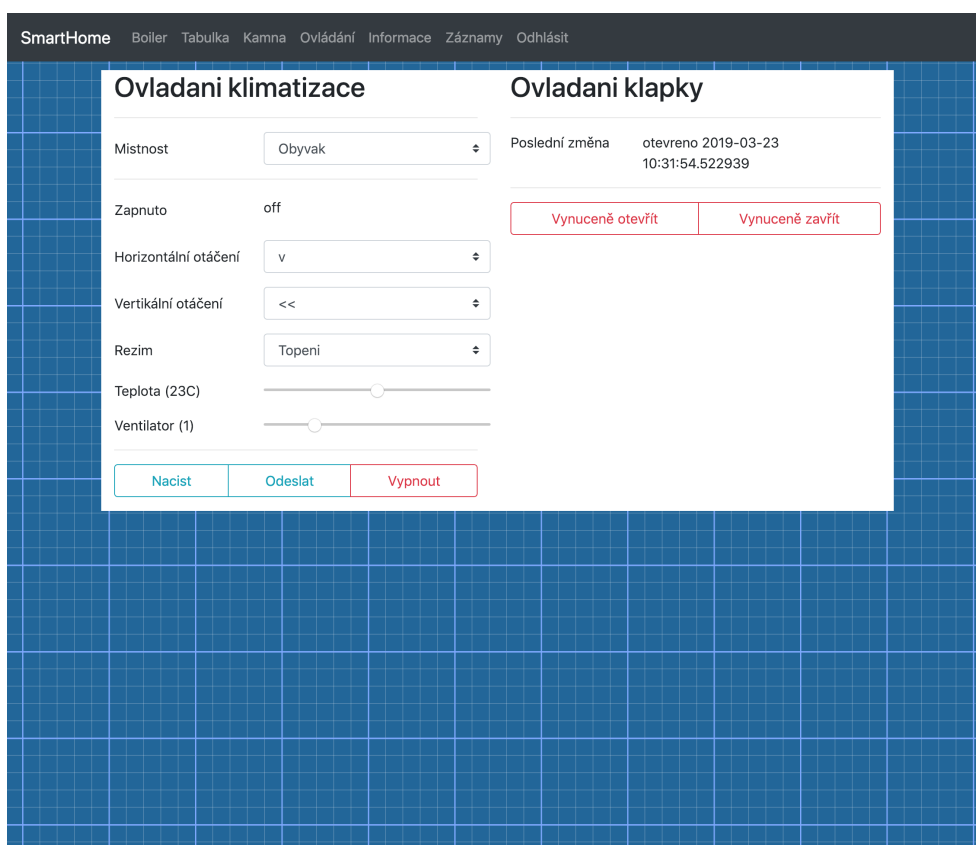 SmartHome Boiler Tabulka Kamna Ovládání Informace Záznamy Odhlásit
Ovladani klimatizace
Mistnost Obyvak
Zapnuto off
Horizontální otáčení v
Vertikální otáčení <<
Rezim Topeni
Teplota (23C)
Ventilator (1)
Nacist Odeslat Vypnout
Ovladani klapky
Poslední změna otevreno 2019-03-23
10:31:54.522939
Vynuceně otevřít Vynuceně zavřít